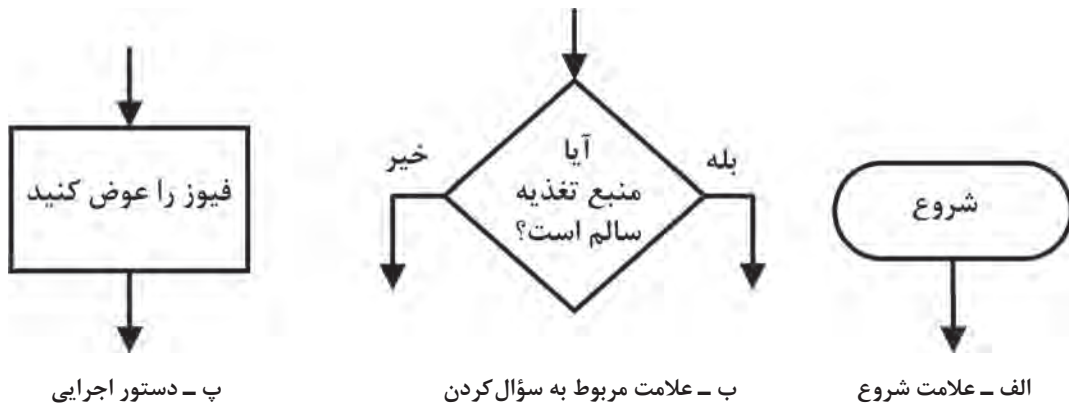 شروع
بله
آیا
منبع تغذیه
سالم است؟
خیر
فیوز را عوض کنید
الف ـ علامت شروع
ب ـ علامت مربوط به سؤال کردن
پ ـ دستور اجرایی